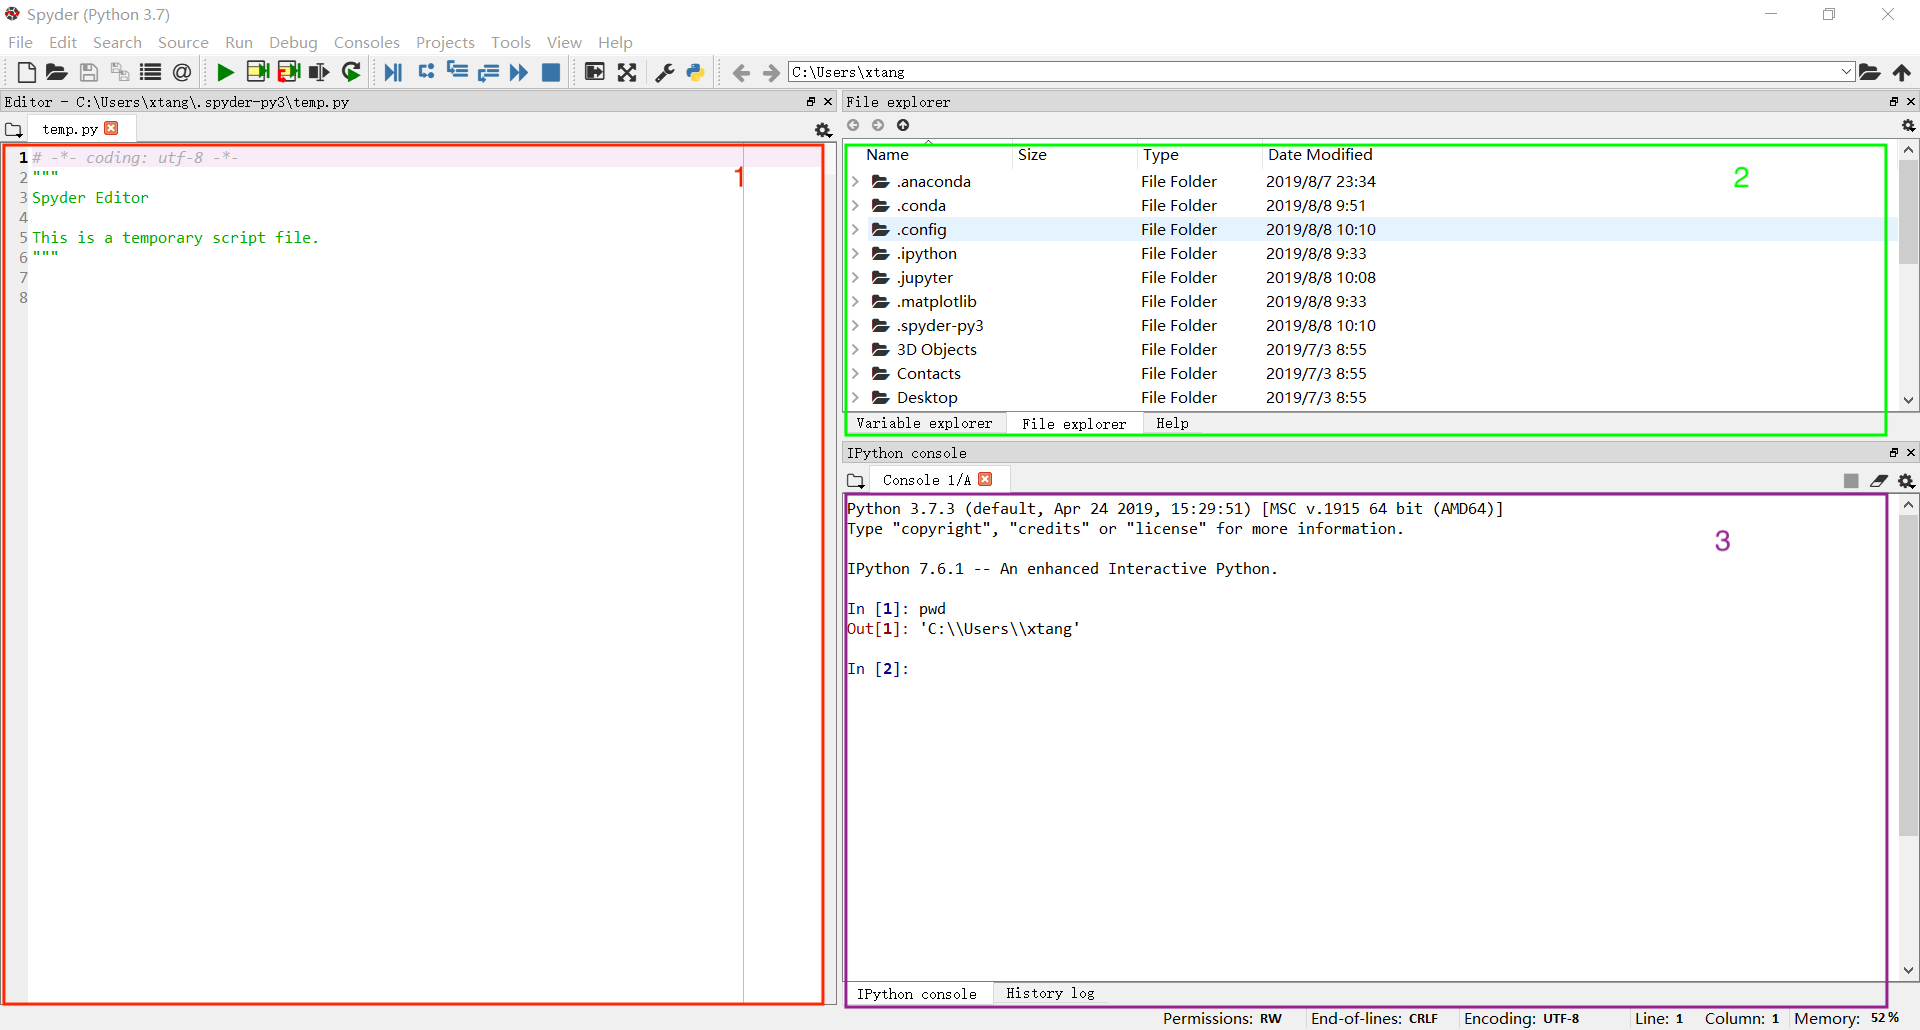 Spyder (Python 3.7)
File Edit Search Source Run Debug Consoles Projects Tools View Help
C:\Users\xtang
Editor - C:\Users\xtang\.spyder-py3\temp.py
temp.py
1 # -*- coding: utf-8 -*-
2 """
3 Spyder Editor
4
5 This is a temporary script file.
6 """
7
8
1
File explorer
Name Size Type Date Modified
.anaconda File Folder 2019/8/7 23:34
.conda File Folder 2019/8/8 9:51
.config File Folder 2019/8/8 10:10
.ipython File Folder 2019/8/8 9:33
.jupyter File Folder 2019/8/8 10:08
.matplotlib File Folder 2019/8/8 9:33
.spyder-py3 File Folder 2019/8/8 10:10
3D Objects File Folder 2019/7/3 8:55
Contacts File Folder 2019/7/3 8:55
Desktop File Folder 2019/7/3 8:55
2
Variable explorer File explorer Help
IPython console
Console 1/A
Python 3.7.3 (default, Apr 24 2019, 15:29:51) [MSC v.1915 64 bit (AMD64)]
Type "copyright", "credits" or "license" for more information.
3
IPython 7.6.1 -- An enhanced Interactive Python.
In [1]: pwd
Out[1]: 'C:\\Users\\xtang'
In [2]:
IPython console History log
Permissions: RW End-of-lines: CRLF Encoding: UTF-8 Line: 1 Column: 1 Memory: 52 %